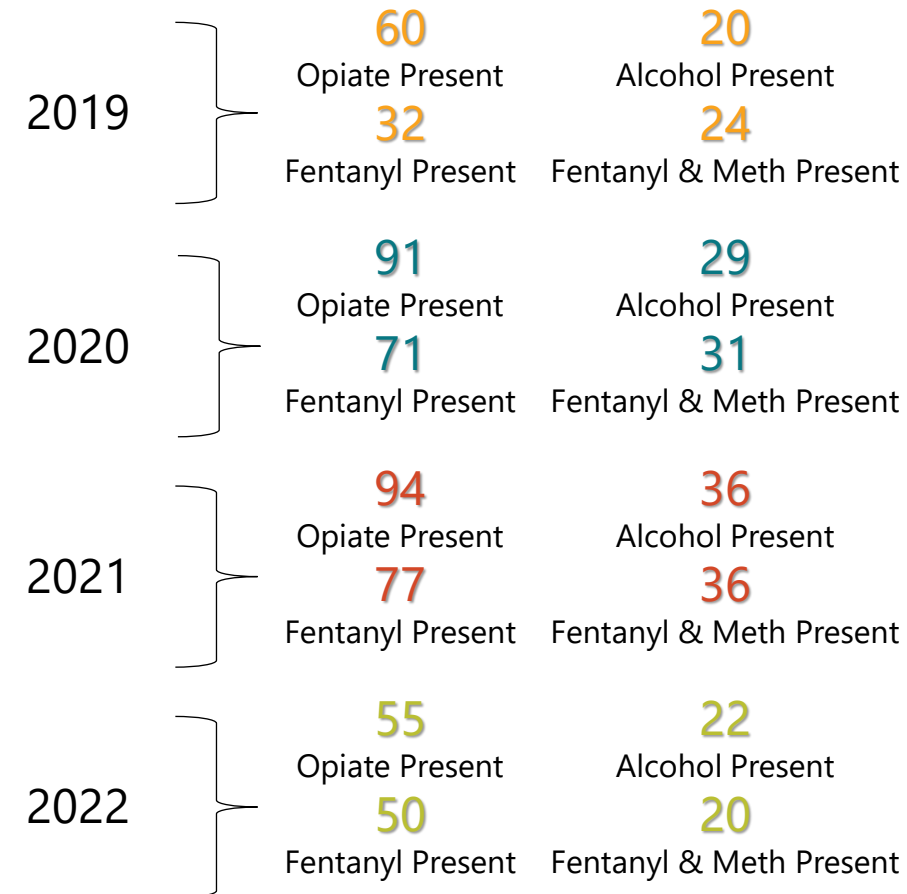 2019
60 20
Opiate Present Alcohol Present
32 24
Fentanyl Present Fentanyl & Meth Present
2020
91 29
Opiate Present Alcohol Present
71 31
Fentanyl Present Fentanyl & Meth Present
2021
94 36
Opiate Present Alcohol Present
77 36
Fentanyl Present Fentanyl & Meth Present
2022
55 22
Opiate Present Alcohol Present
50 20
Fentanyl Present Fentanyl & Meth Present